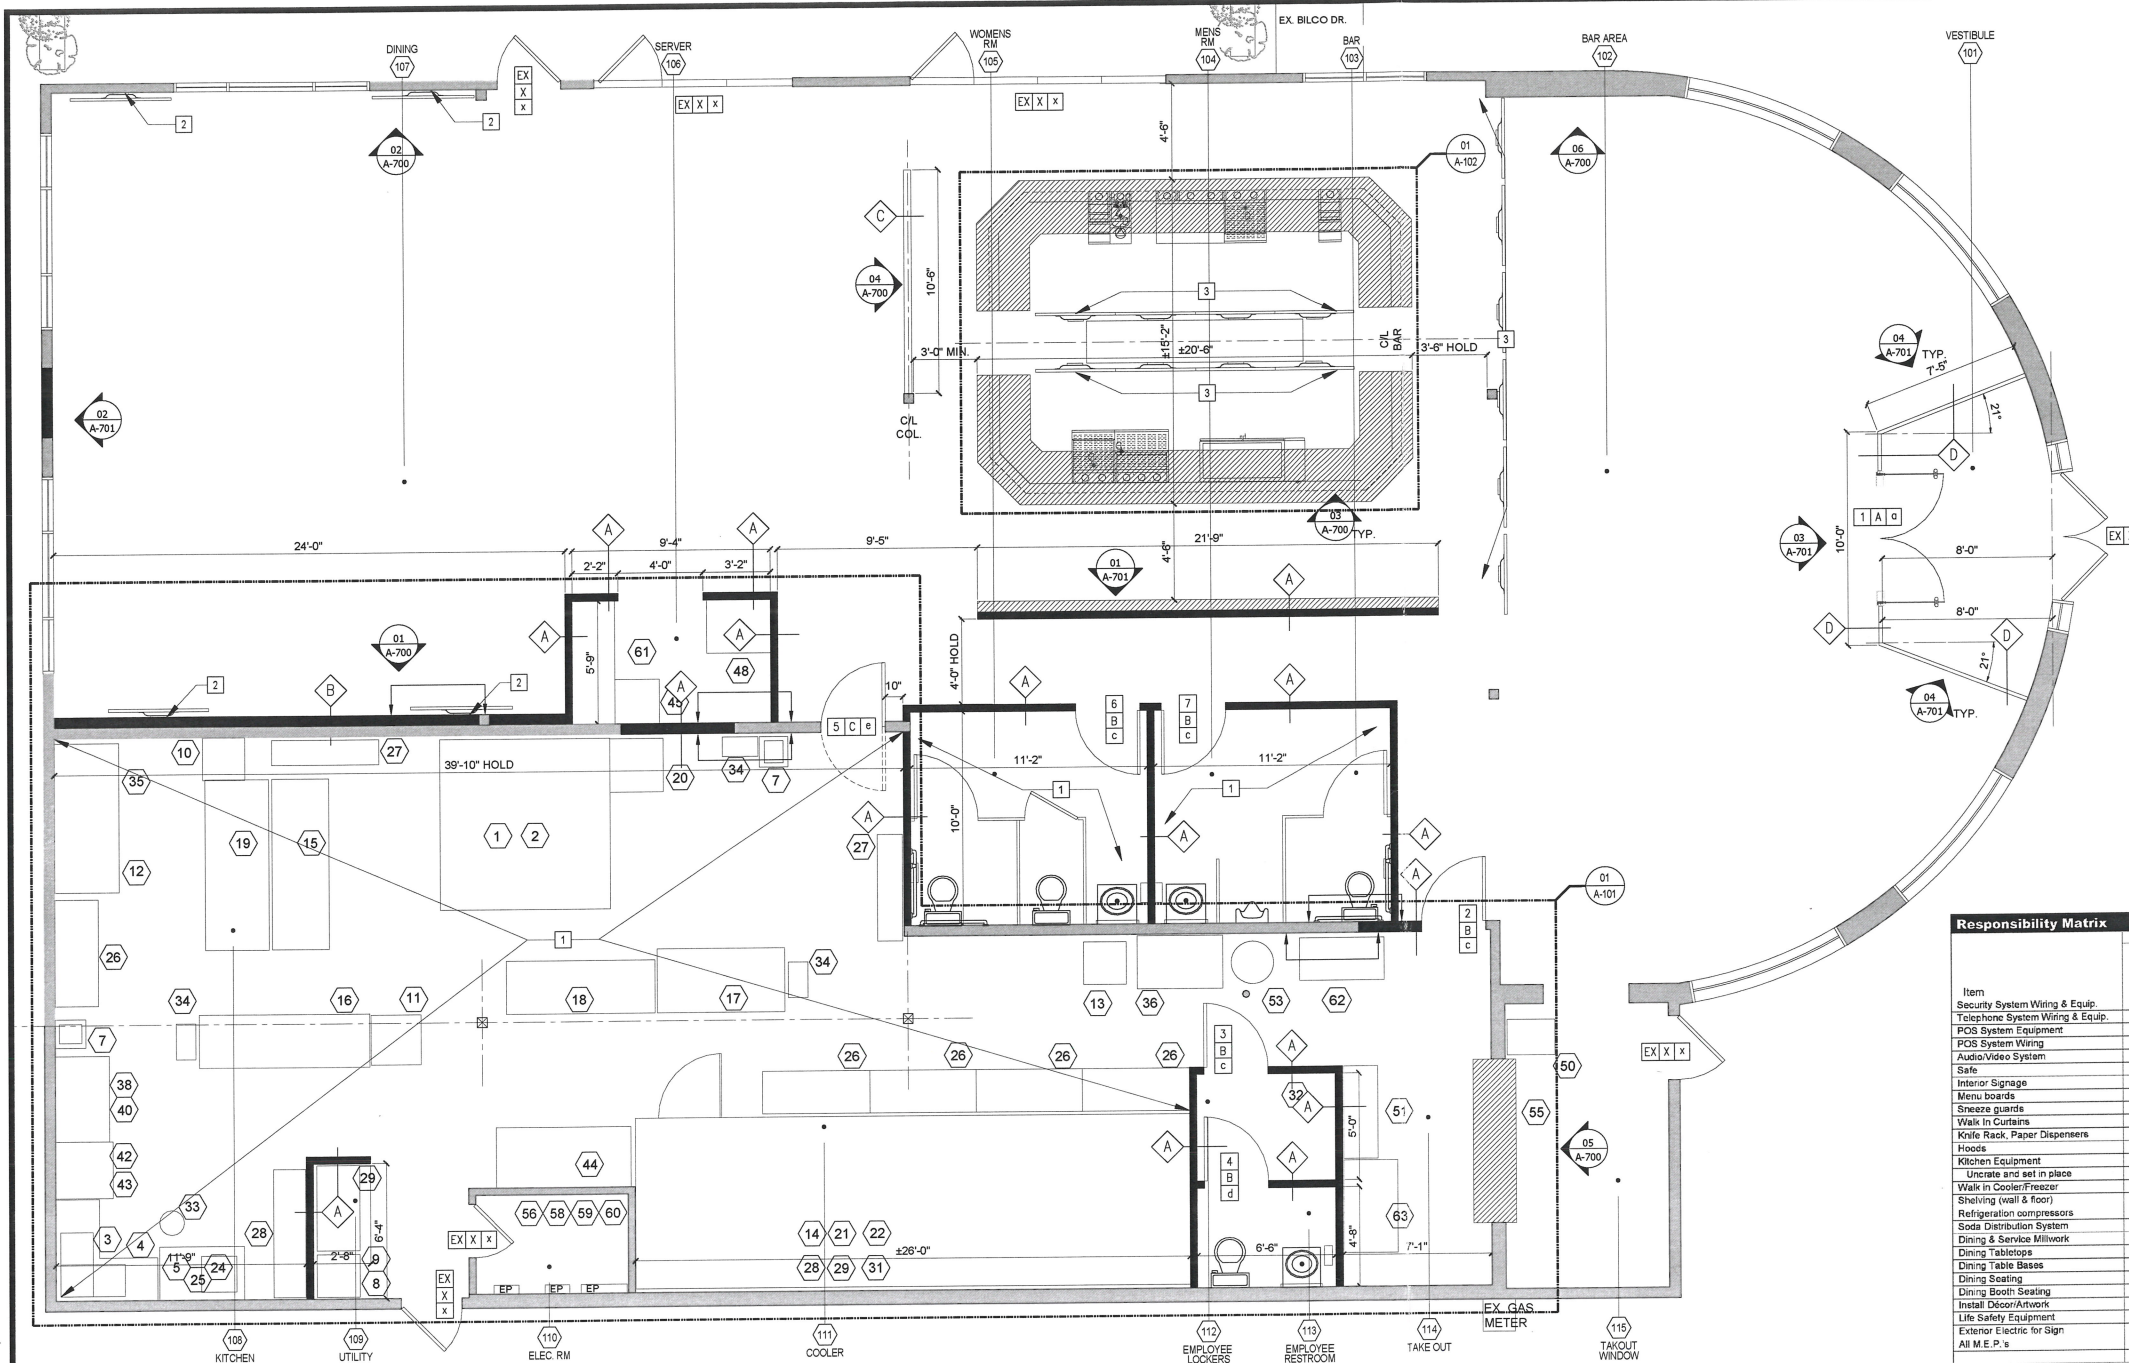 EX. BILCO DR.
DINING
107
SERVER
106
WOMENS
RM
105
MENS
RM
104
BAR
103
BAR AREA
102
VESTIBULE
101
EX
X
x
EX X x
EX X x
2
2
02
A-700
4'-6"
01
A-102
06
A-700
C
04
A-700
10'-6"
3
3'-0" MIN.
±15'-2"
±20'-6"
C/L
BAR
3'-6" HOLD
3
3
C/L
COL.
02
A-701
04
A-701
TYP.
7'-5"
21°
D
1 A a
03
A-701
10'-0"
8'-0"
EX
8'-0"
D
D
21°
04
A-701
TYP.
03
A-700
TYP.
24'-0"
A
9'-4"
A
9'-5"
21'-9"
4'-6"
2'-2"
4'-0"
3'-2"
01
A-701
A
01
A-700
A
5'-9"
61
A
48
4'-0" HOLD
2
B
2
45
A
10"
A
A
6
B
c
7
B
c
5 C e
10
27
35
39'-10" HOLD
20
34
7
11'-2"
11'-2"
1
1
19
15
1
2
A
27
10'-0"
A
A
12
A
01
A-101
2
B
c
26
1
34
34
16
11
18
17
13
36
53
62
7
3
B
c
A
EX X x
38
40
26
26
26
26
50
32
A
51
55
5'-0"
42
43
44
A
4
B
d
A
05
A-700
29
33
A
6'-4"
56
58
59
60
3
4
28
EX X x
14
21
22
63
4'-8"
11'-9"
5
24
25
2'-8"
9
8
EX
X
x
28
29
31
±26'-0"
6'-6"
7'-1"
EP
EP
EP
EX. GAS
METER
108
KITCHEN
109
UTILITY
110
ELEC. RM
111
COOLER
112
EMPLOYEE
LOCKERS
113
EMPLOYEE
RESTROOM
114
TAKE OUT
115
TAKOUT
WINDOW
Responsibility Matrix
Item
Security System Wiring & Equip.
Telephone System Wiring & Equip.
POS System Equipment
POS System Wiring
Audio/Video System
Safe
Interior Signage
Menu boards
Sneeze guards
Walk In Curtains
Knife Rack, Paper Dispensers
Hoods
Kitchen Equipment
Uncrate and set in place
Walk in Cooler/Freezer
Shelving (wall & floor)
Refrigeration compressors
Soda Distribution System
Dining & Service Millwork
Dining Tabletops
Dining Table Bases
Dining Seating
Dining Booth Seating
Install Décor/Artwork
Life Safety Equipment
Exterior Electric for Sign
All M.E.P.'s